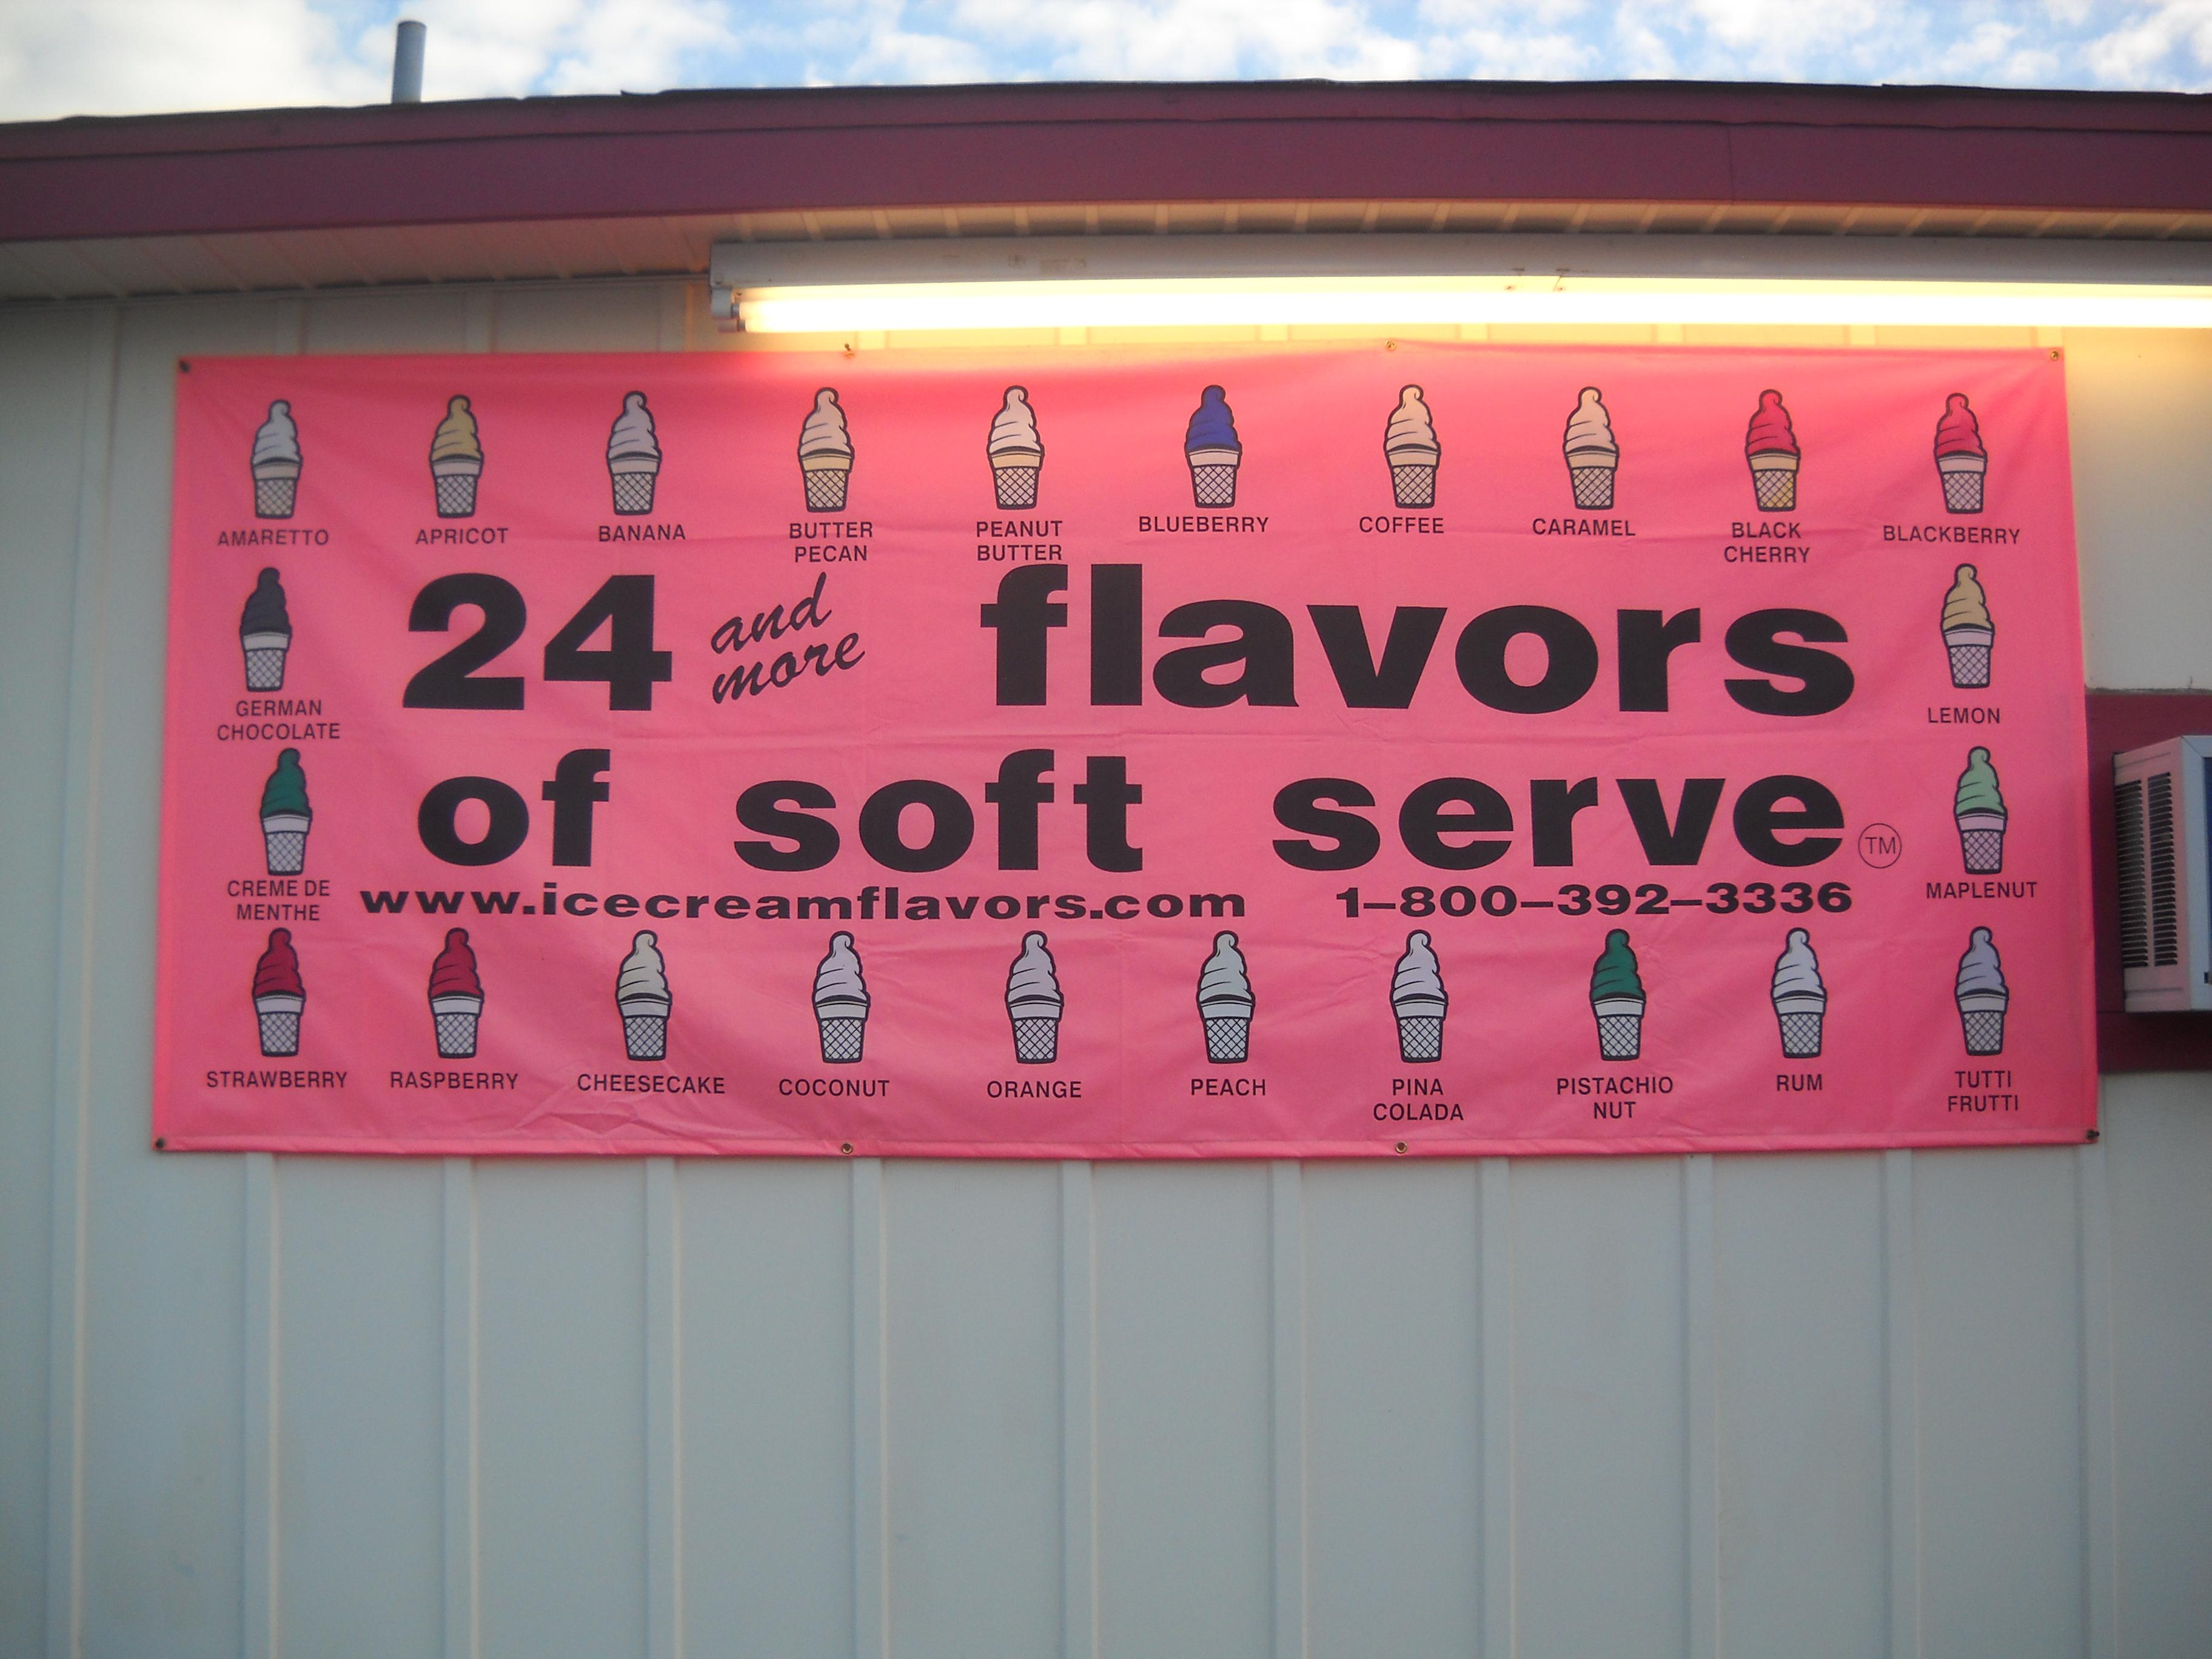 AMARETTO
APRICOT
BANANA
BUTTER
PECAN
PEANUT
BUTTER
BLUEBERRY
COFFEE
CARAMEL
BLACK
CHERRY
BLACKBERRY
GERMAN
CHOCOLATE
24 and more flavors
LEMON
CREME DE
MENTHE
of soft serve TM
MAPLENUT
www.icecreamflavors.com 1-800-392-3336
STRAWBERRY
RASPBERRY
CHEESECAKE
COCONUT
ORANGE
PEACH
PINA
COLADA
PISTACHIO
NUT
RUM
TUTTI
FRUTTI